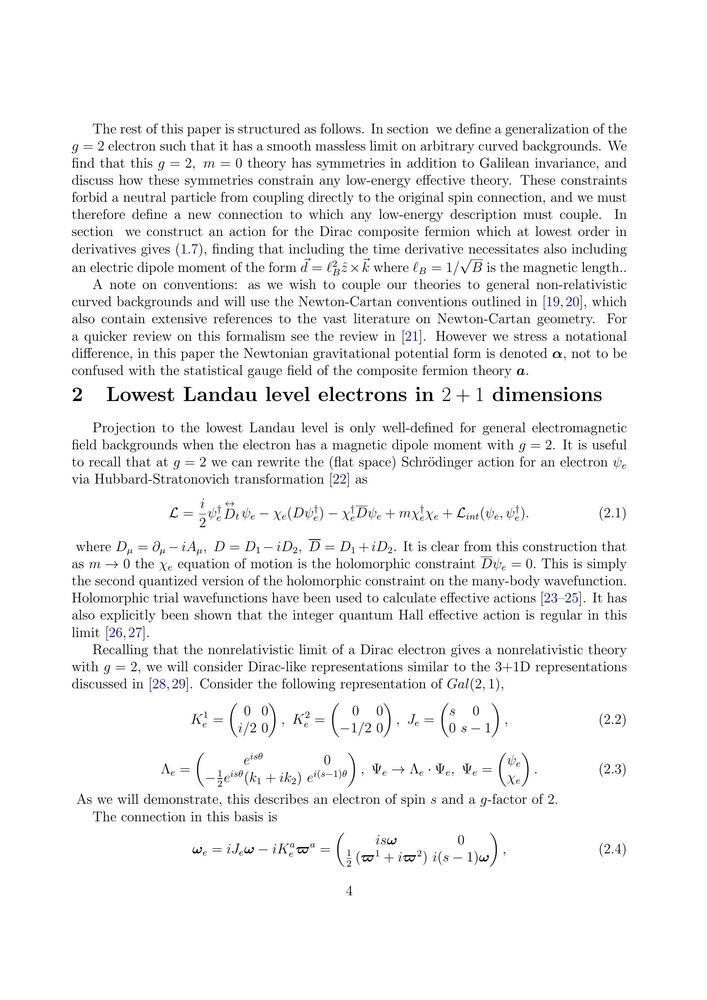 The rest of this paper is structured as follows. In section we define a generalization of the
g = 2 electron such that it has a smooth massless limit on arbitrary curved backgrounds. We
find that this g = 2, m = 0 theory has symmetries in addition to Galilean invariance, and
discuss how these symmetries constrain any low-energy effective theory. These constraints
forbid a neutral particle from coupling directly to the original spin connection, and we must
therefore define a new connection to which any low-energy description must couple. In
section we construct an action for the Dirac composite fermion which at lowest order in
derivatives gives (1.7), finding that including the time derivative necessitates also including
an electric dipole moment of the form $\vec{d} = \ell_B^2 \hat{z} \times \vec{k}$ where $\ell_B = 1/\sqrt{B}$ is the magnetic length..
A note on conventions: as we wish to couple our theories to general non-relativistic
curved backgrounds and will use the Newton-Cartan conventions outlined in [19,20], which
also contain extensive references to the vast literature on Newton-Cartan geometry. For
a quicker review on this formalism see the review in [21]. However we stress a notational
difference, in this paper the Newtonian gravitational potential form is denoted α, not to be
confused with the statistical gauge field of the composite fermion theory a.
2 Lowest Landau level electrons in 2 + 1 dimensions
Projection to the lowest Landau level is only well-defined for general electromagnetic
field backgrounds when the electron has a magnetic dipole moment with g = 2. It is useful
to recall that at g = 2 we can rewrite the (flat space) Schrödinger action for an electron $\psi_e$
via Hubbard-Stratonovich transformation [22] as
$\mathcal{L} = \frac{i}{2} \psi_e^\dagger \overset{\leftrightarrow}{D}_t \psi_e - \chi_e (D\psi_e^\dagger) - \chi_e^\dagger \overline{D} \psi_e + m \chi_e^\dagger \chi_e + \mathcal{L}_{int}(\psi_e, \psi_e^\dagger).$ (2.1)
where $D_\mu = \partial_\mu - iA_\mu$, $D = D_1 - iD_2$, $\overline{D} = D_1 + iD_2$. It is clear from this construction that
as m → 0 the $\chi_e$ equation of motion is the holomorphic constraint $\overline{D}\psi_e = 0$. This is simply
the second quantized version of the holomorphic constraint on the many-body wavefunction.
Holomorphic trial wavefunctions have been used to calculate effective actions [23–25]. It has
also explicitly been shown that the integer quantum Hall effective action is regular in this
limit [26,27].
Recalling that the nonrelativistic limit of a Dirac electron gives a nonrelativistic theory
with g = 2, we will consider Dirac-like representations similar to the 3+1D representations
discussed in [28,29]. Consider the following representation of Gal(2,1),
$K_e^1 = \begin{pmatrix} 0 & 0 \\ i/2 & 0 \end{pmatrix}, \; K_e^2 = \begin{pmatrix} 0 & 0 \\ -1/2 & 0 \end{pmatrix}, \; J_e = \begin{pmatrix} s & 0 \\ 0 & s-1 \end{pmatrix},$ (2.2)
$\Lambda_e = \begin{pmatrix} e^{is\theta} & 0 \\ -\frac{1}{2} e^{is\theta}(k_1 + ik_2) & e^{i(s-1)\theta} \end{pmatrix}, \; \Psi_e \to \Lambda_e \cdot \Psi_e, \; \Psi_e = \begin{pmatrix} \psi_e \\ \chi_e \end{pmatrix}.$ (2.3)
As we will demonstrate, this describes an electron of spin s and a g-factor of 2.
The connection in this basis is
$\boldsymbol{\omega}_e = iJ_e \boldsymbol{\omega} - iK_e^a \boldsymbol{\varpi}^a = \begin{pmatrix} is\boldsymbol{\omega} & 0 \\ \frac{1}{2}(\boldsymbol{\varpi}^1 + i\boldsymbol{\varpi}^2) & i(s-1)\boldsymbol{\omega} \end{pmatrix},$ (2.4)
4